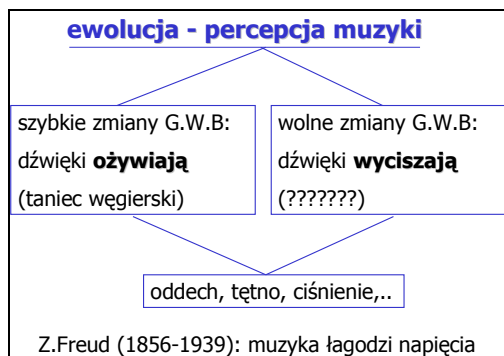 ewolucja - percepcja muzyki
szybkie zmiany G.W.B:
dźwięki ożywiają
(taniec węgierski)
wolne zmiany G.W.B:
dźwięki wyciszają
(???????)
oddech, tętno, ciśnienie,..
Z.Freud (1856-1939): muzyka łagodzi napięcia